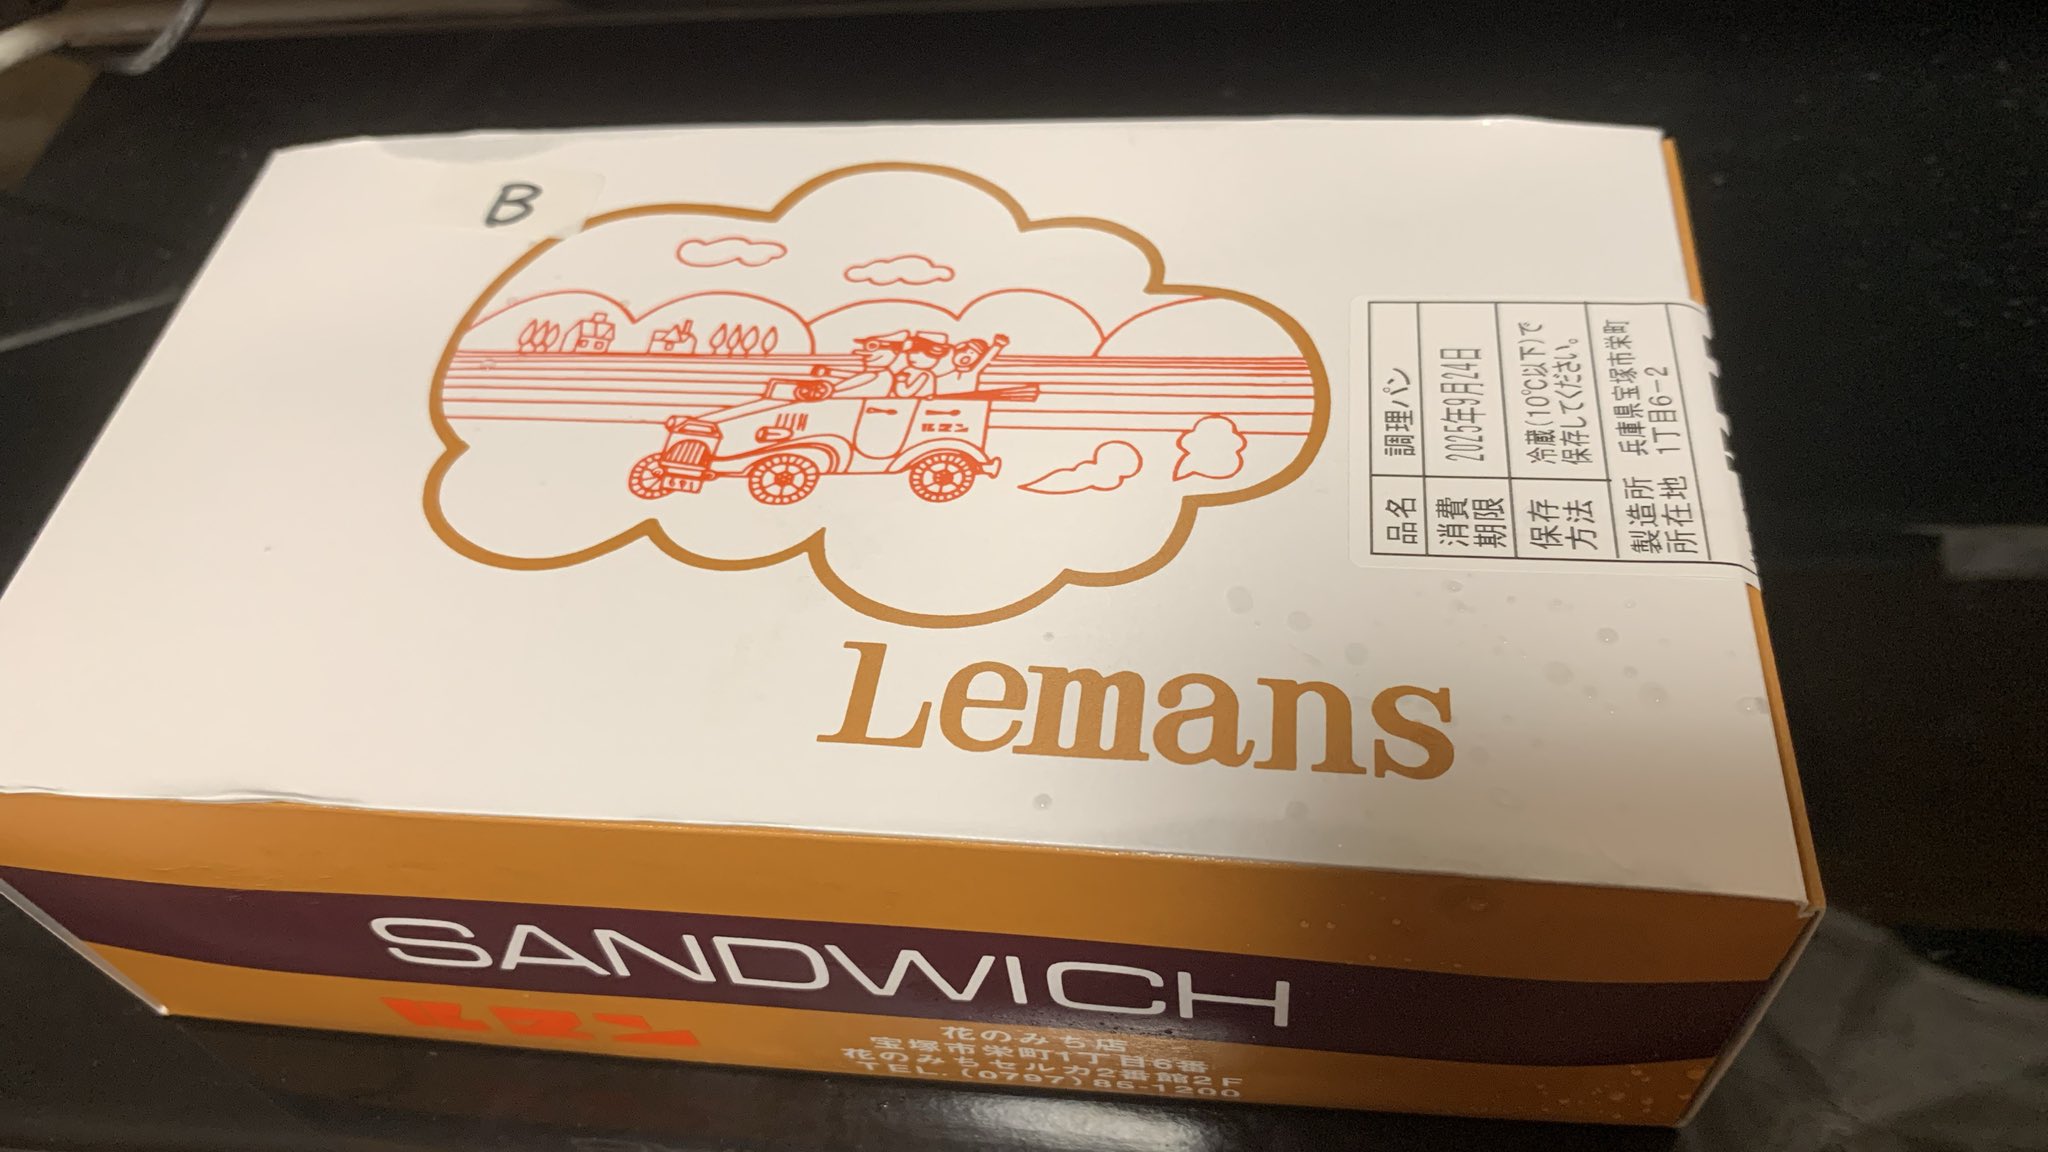 B
ルマン
Lemans
品名 調理パン
消費期限 2025年9月24日
保存方法 冷蔵(10℃以下)で
保存してください。
製造所所在地 兵庫県宝塚市栄町
1丁目6-2
SANDWICH
ルマン
花のみち店
宝塚市栄町1丁目6番
花のみちセルカ2番館2F
TEL.(0797)85-1200